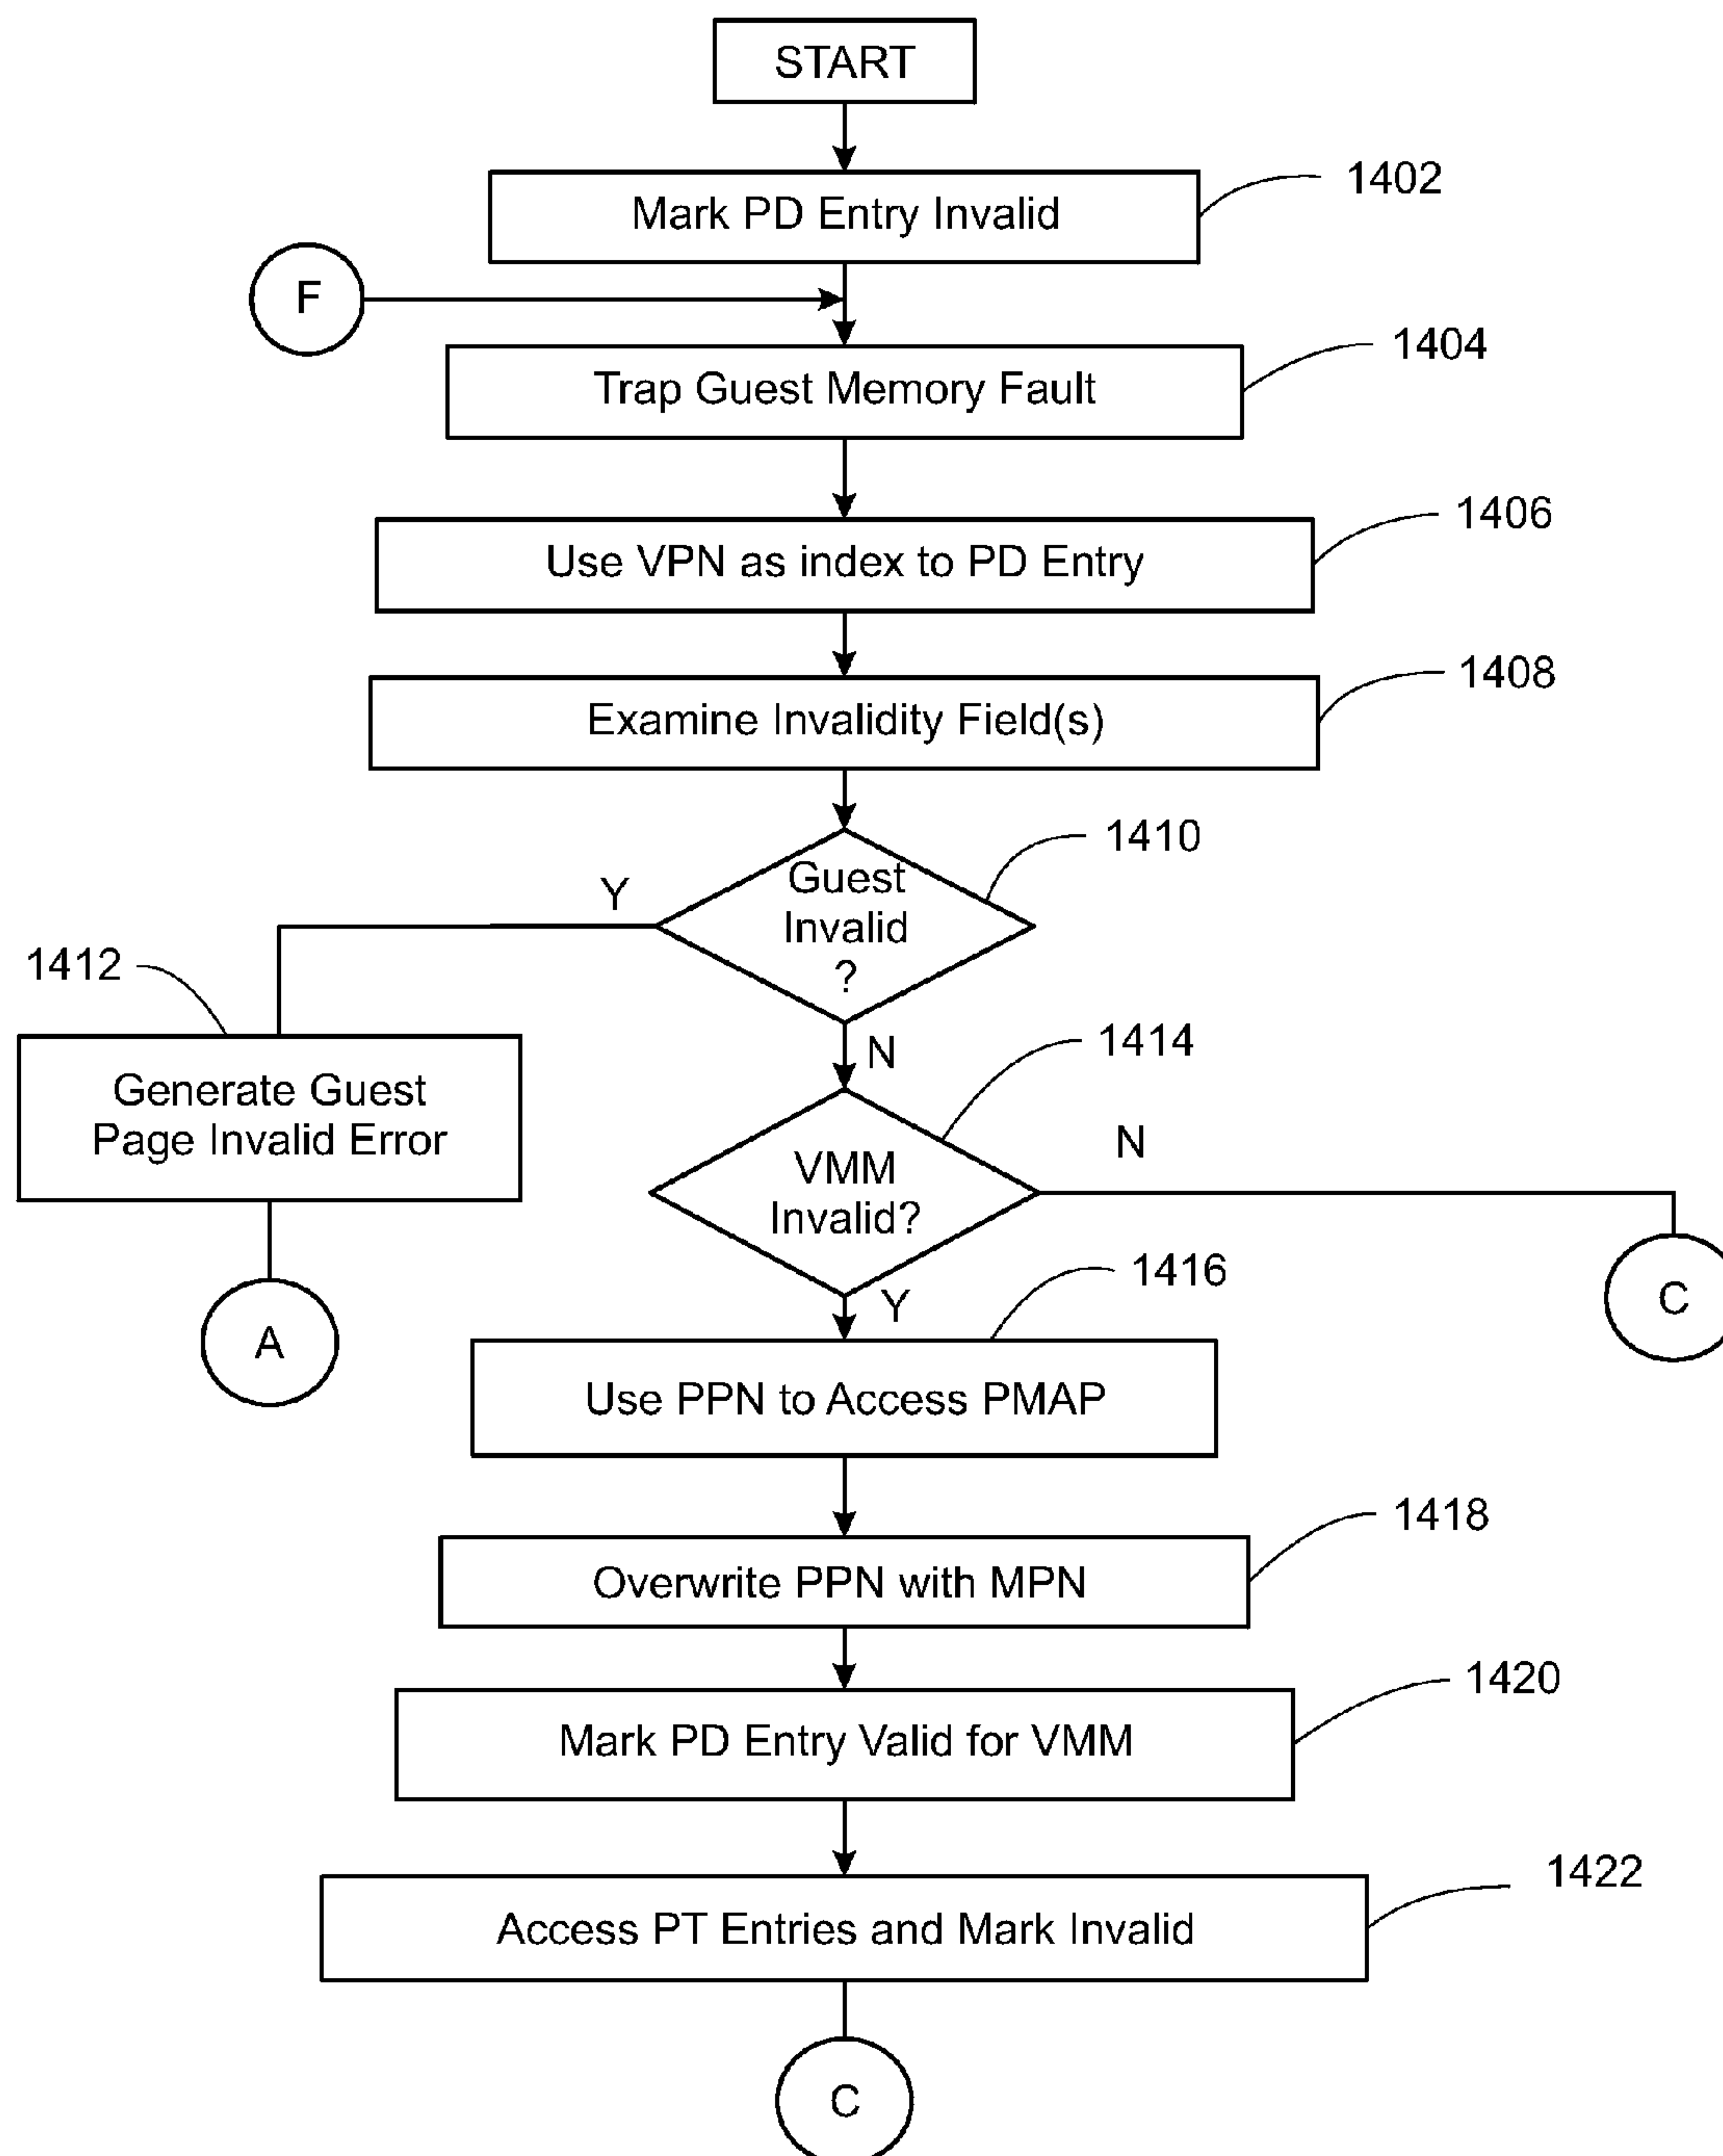 START
Mark PD Entry Invalid
1402
F
Trap Guest Memory Fault
1404
Use VPN as index to PD Entry
1406
Examine Invalidity Field(s)
1408
Guest
Invalid
?
1410
Y
1412
Generate Guest
Page Invalid Error
A
N
VMM
Invalid?
1414
N
C
Y
Use PPN to Access PMAP
1416
Overwrite PPN with MPN
1418
Mark PD Entry Valid for VMM
1420
Access PT Entries and Mark Invalid
1422
C